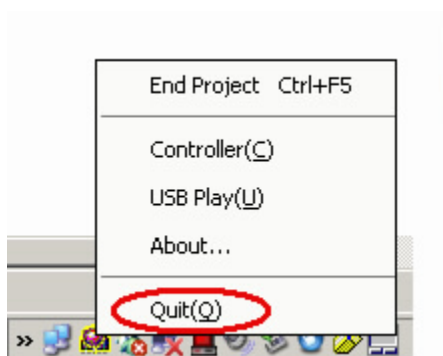 End Project Ctrl+F5
Controller(C)
USB Play(U)
About...
Quit(Q)